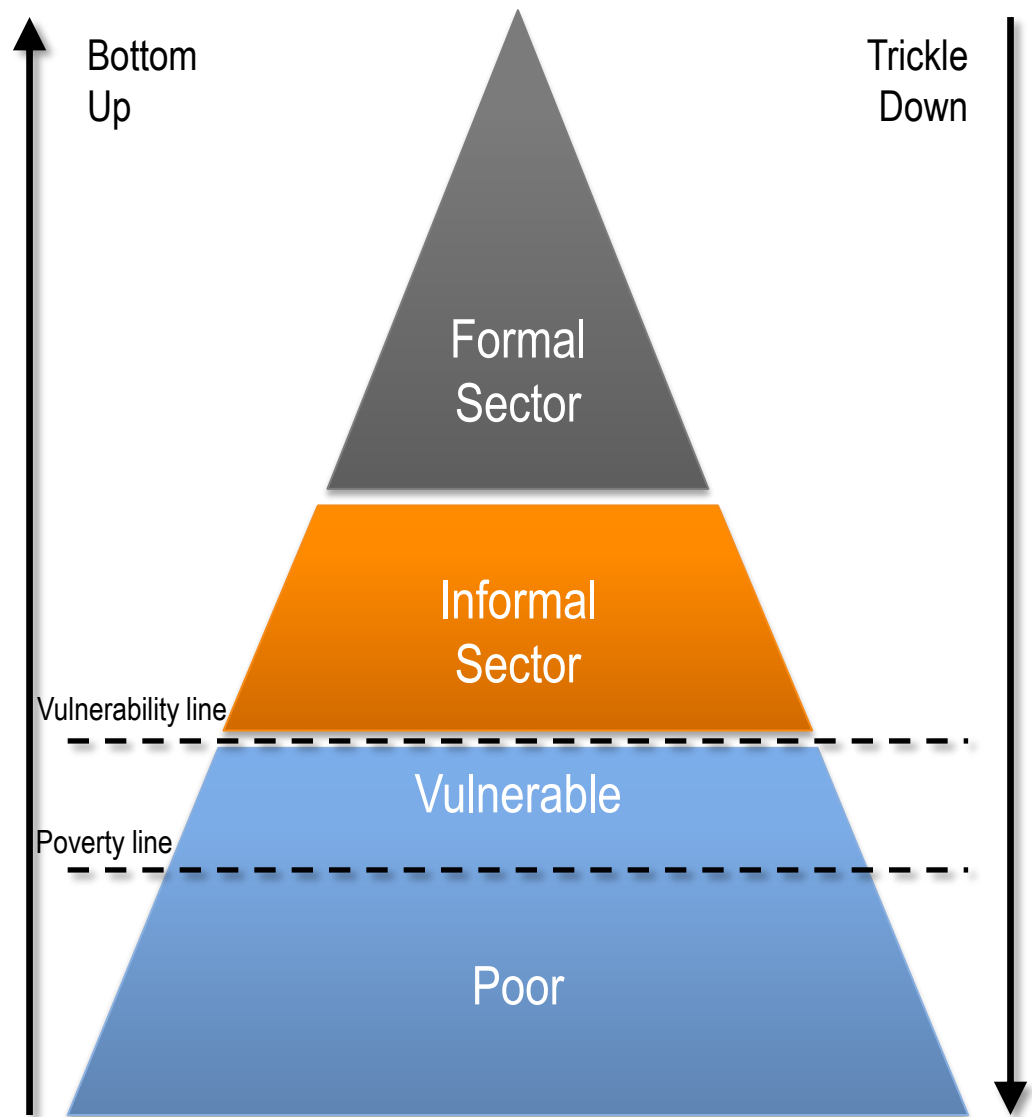 Bottom
Up
Trickle
Down
Formal
Sector
Informal
Sector
Vulnerability line
Vulnerable
Poverty line
Poor